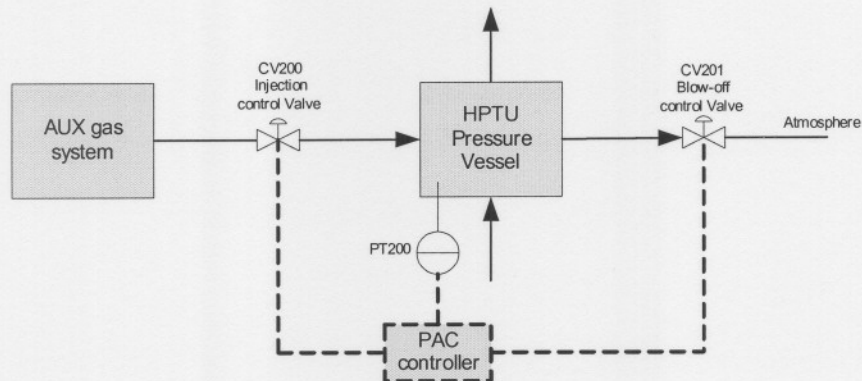 CV200
Injection
control Valve
AUX gas
system
HPTU
Pressure
Vessel
CV201
Blow-off
control Valve
Atmosphere
PT200
PAC
controller